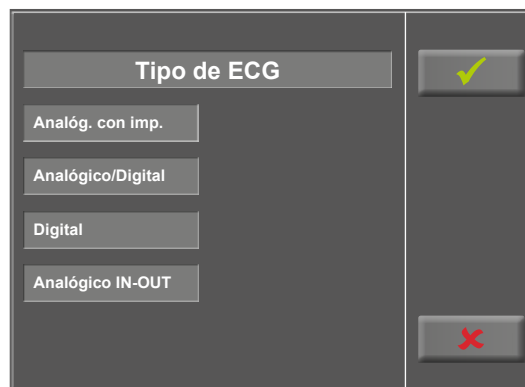 Tipo de ECG
Analóg. con imp.
Analógico/Digital
Digital
Analógico IN-OUT